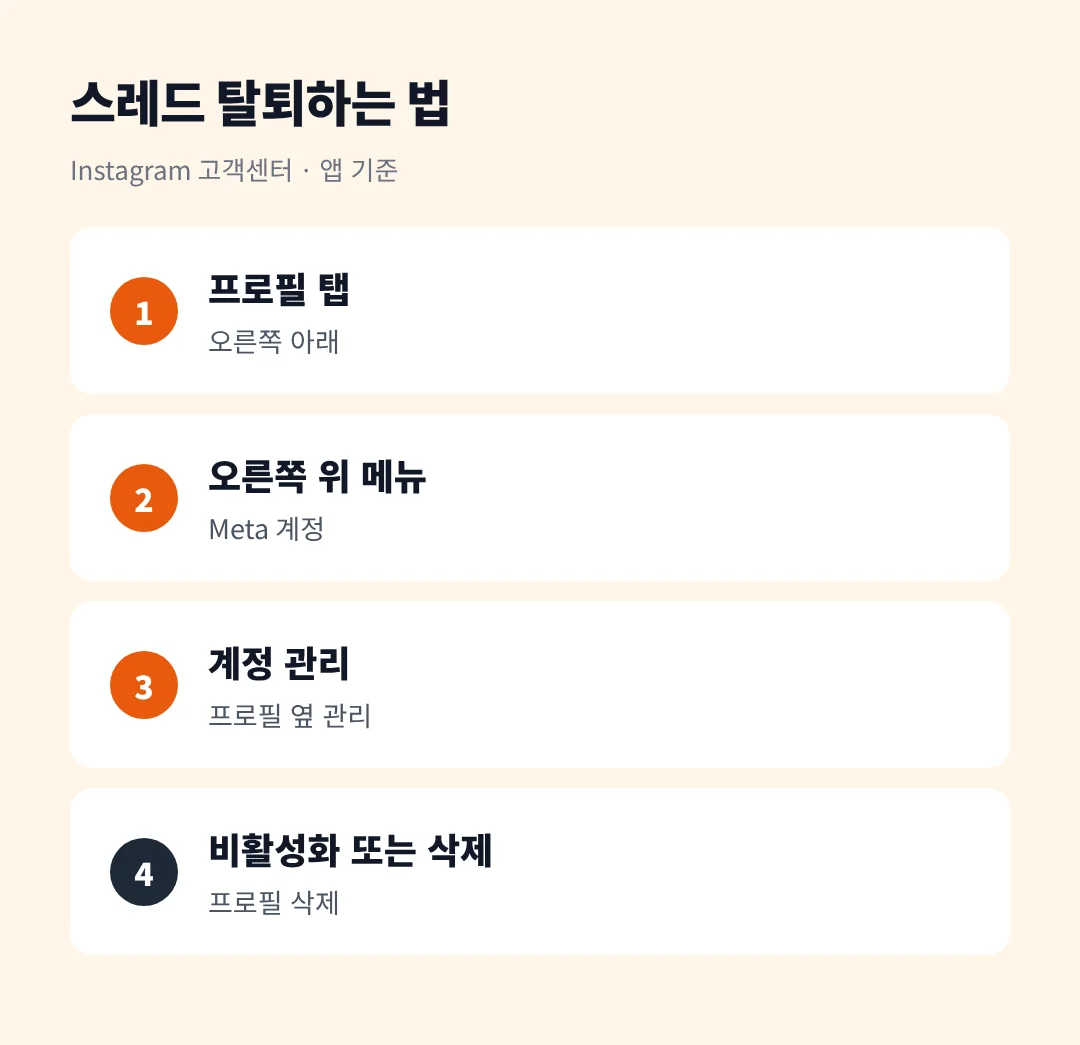 스레드 탈퇴하는 법
Instagram 고객센터 · 앱 기준
1
프로필 탭
오른쪽 아래
2
오른쪽 위 메뉴
Meta 계정
3
계정 관리
프로필 옆 관리
4
비활성화 또는 삭제
프로필 삭제